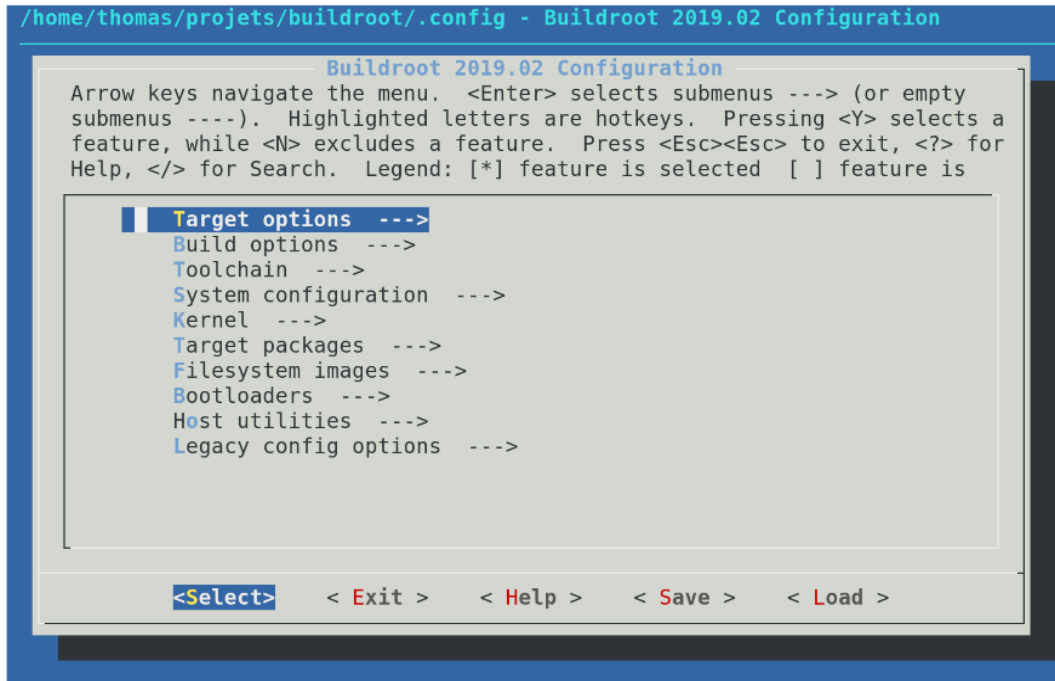 /home/thomas/projets/buildroot/.config - Buildroot 2019.02 Configuration
Buildroot 2019.02 Configuration
Arrow keys navigate the menu.  <Enter> selects submenus ---> (or empty
submenus ----).  Highlighted letters are hotkeys.  Pressing <Y> selects a
feature, while <N> excludes a feature.  Press <Esc><Esc> to exit, <?> for
Help, </> for Search.  Legend: [*] feature is selected  [ ] feature is
Target options  --->
Build options  --->
Toolchain  --->
System configuration  --->
Kernel  --->
Target packages  --->
Filesystem images  --->
Bootloaders  --->
Host utilities  --->
Legacy config options  --->
<Select>    < Exit >    < Help >    < Save >    < Load >